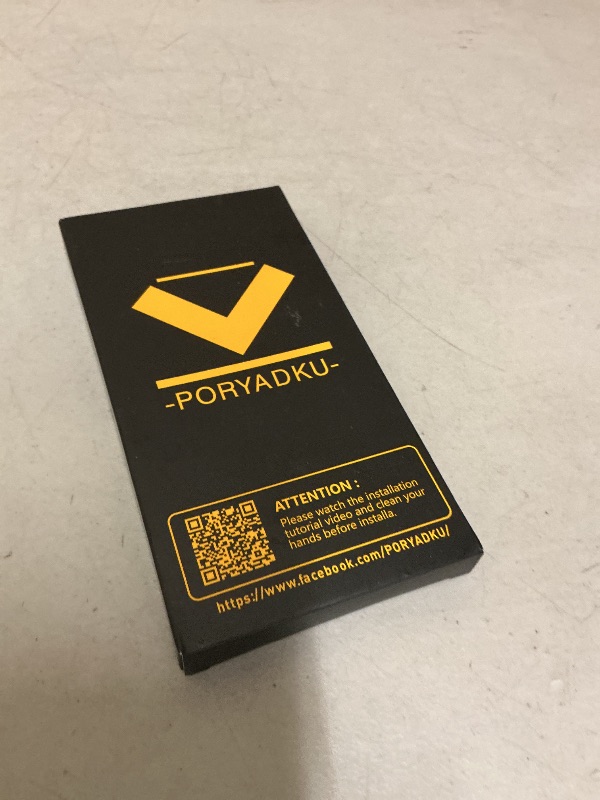 -PORYADKU-
ATTENTION :
Please watch the installation
tutorial video and clean your
hands before installa.
https://www.facebook.com/PORYADKU/